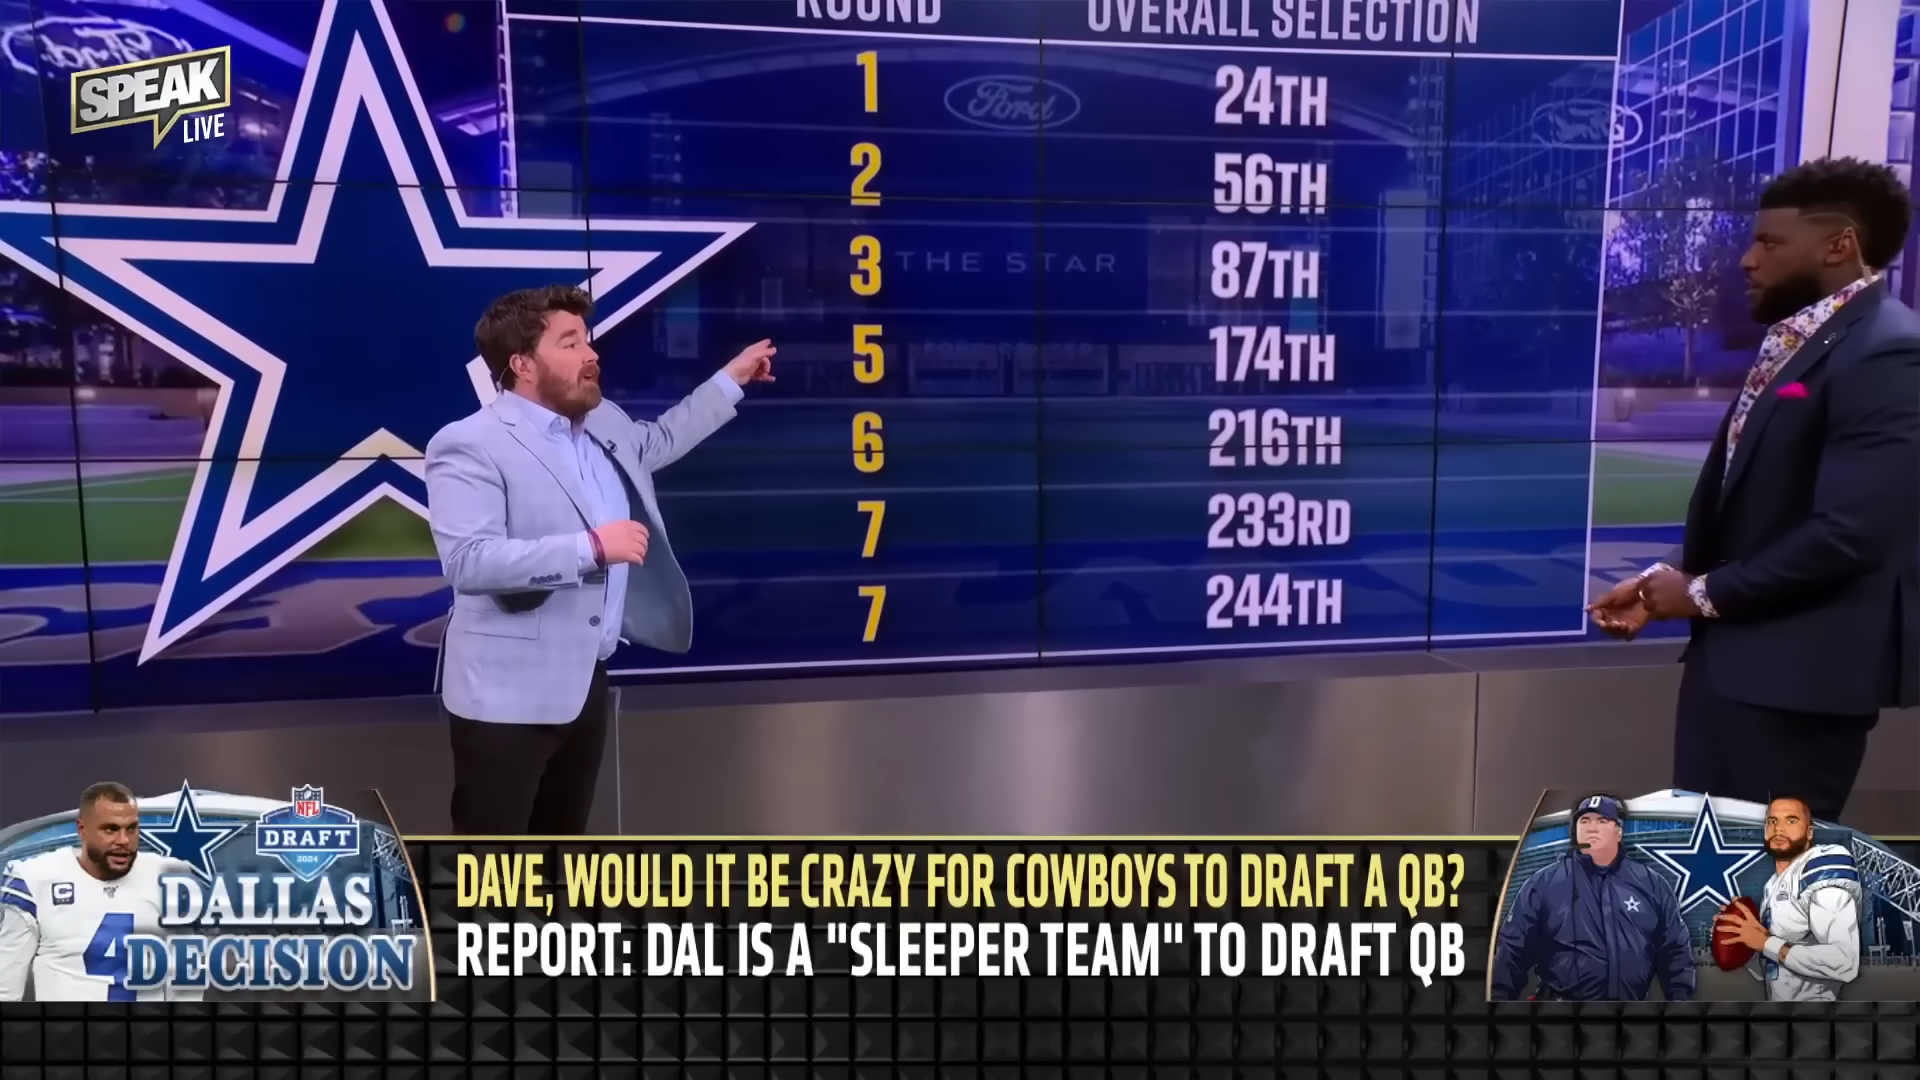 ROUND OVERALL SELECTION
SPEAK
LIVE
1 Ford 24TH
2 56TH
3 THE STAR 87TH
5 174TH
6 216TH
7 233RD
7 244TH
NFL
DRAFT
2024
C
4
DALLAS
DECISION
DAVE, WOULD IT BE CRAZY FOR COWBOYS TO DRAFT A QB?
REPORT: DAL IS A "SLEEPER TEAM" TO DRAFT QB
D